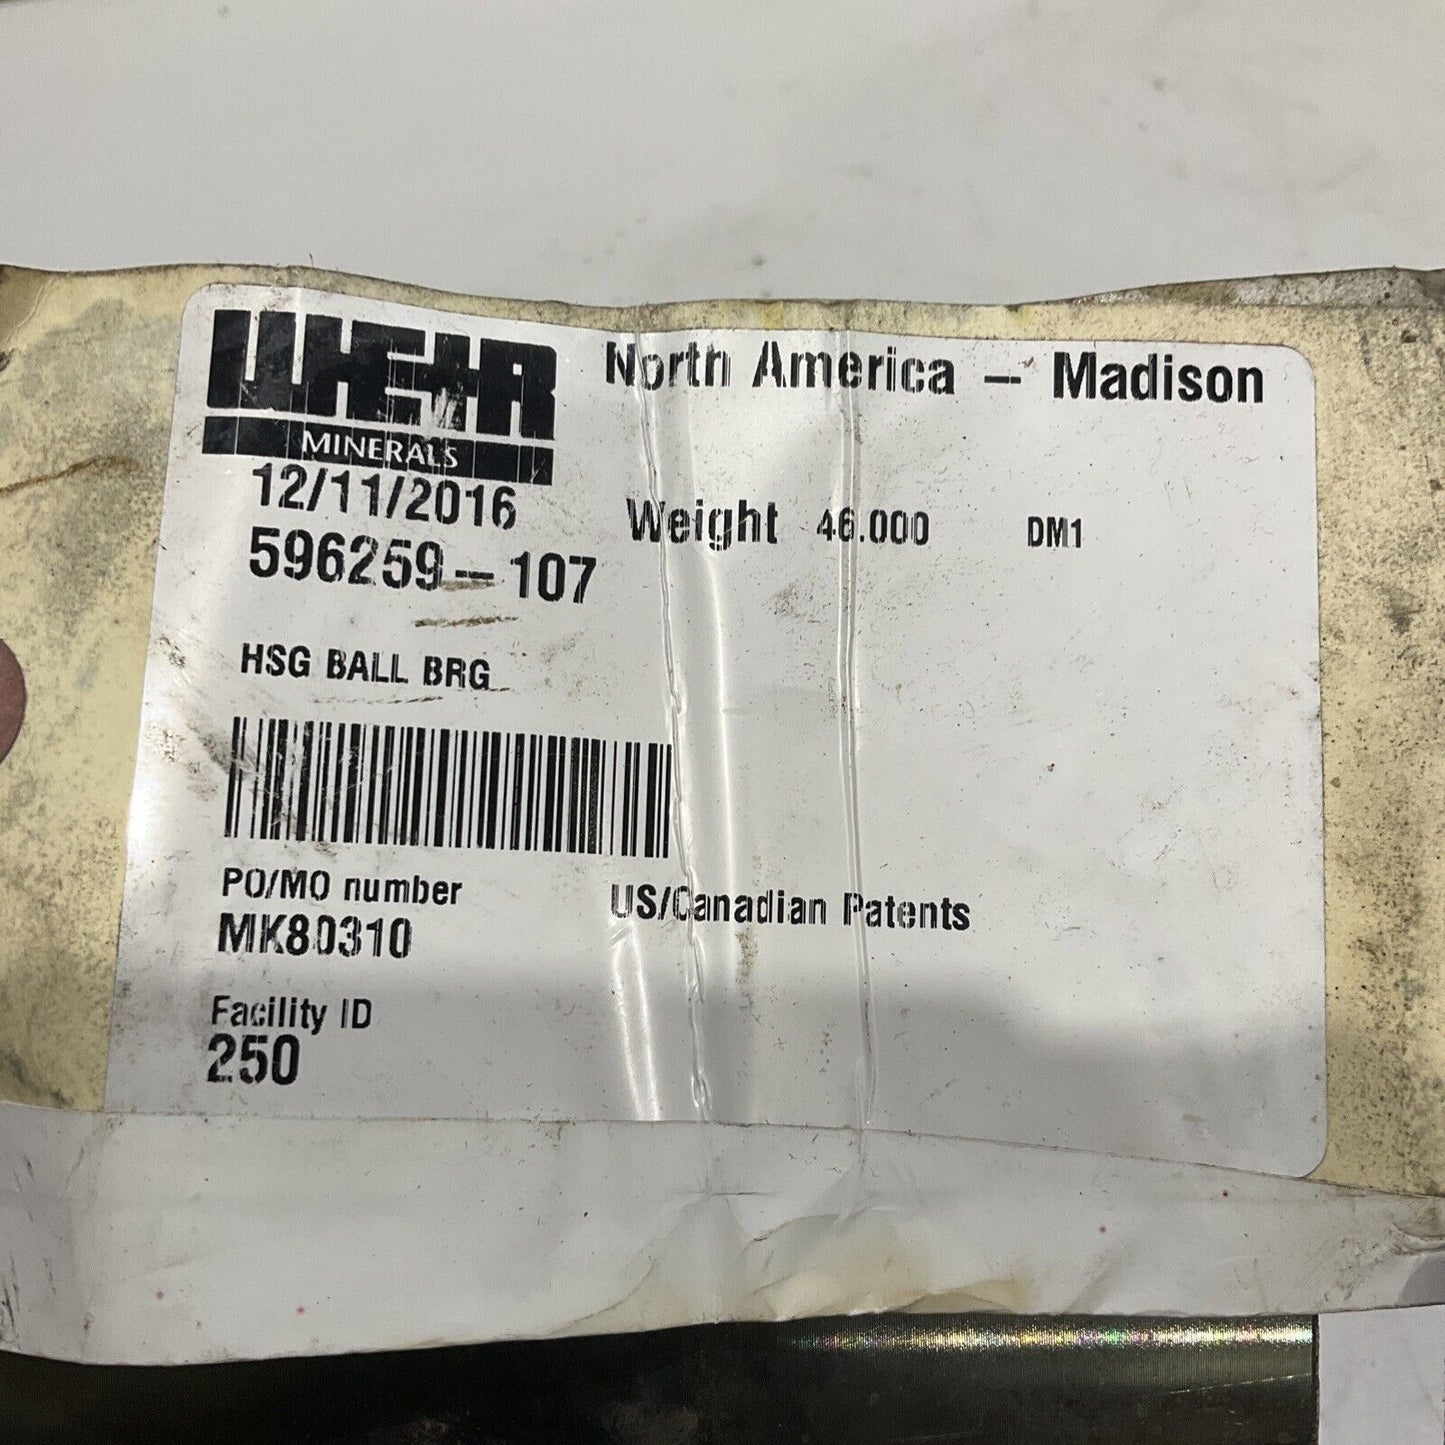 WEIR
MINERALS
North America – Madison
12/11/2016
Weight 46.000 DM1
596259-107
HSG BALL BRG
PO/MO number
MK80310
US/Canadian Patents
Facility ID
250